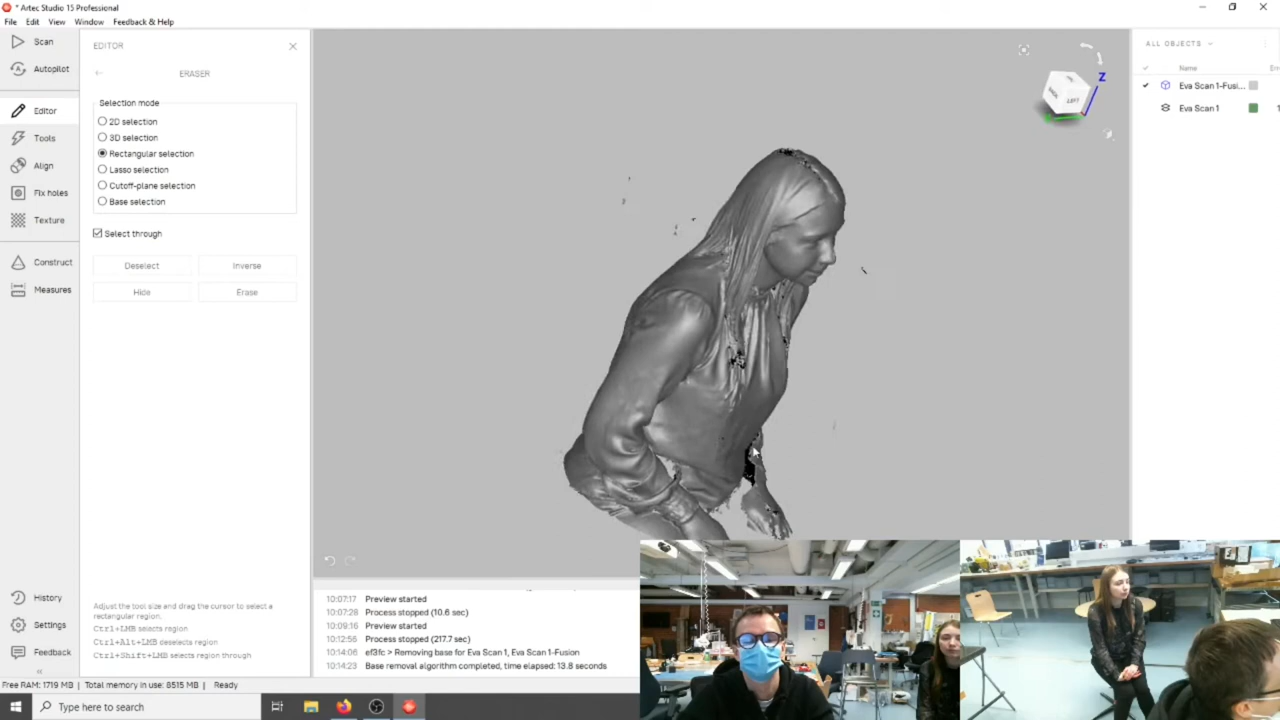 * Artec Studio 15 Professional
File Edit View Window Feedback & Help
Scan
Autopilot
Editor
Tools
Align
Fix holes
Texture
Construct
Measures
History
Settings
Feedback
EDITOR
ERASER
Selection mode
2D selection
3D selection
Rectangular selection
Lasso selection
Cutoff-plane selection
Base selection
Select through
Deselect Inverse
Hide Erase
Adjust the tool size and drag the cursor to select a
rectangular region.
Ctrl+LMB selects region
Ctrl+Alt+LMB deselects region
Ctrl+Shift+LMB selects region through
Z
BACK
LEFT
ALL OBJECTS
Name Er
Eva Scan 1-Fusi...
Eva Scan 1 1
10:07:17 Preview started
10:07:28 Process stopped (10.6 sec)
10:09:16 Preview started
10:12:55 Process stopped (217.7 sec)
10:14:06 ef3fc > Removing base for Eva Scan 1, Eva Scan 1-Fusion
10:14:23 Base removal algorithm completed, time elapsed: 13.8 seconds
Free RAM: 1719 MB | Total memory in use: 8515 MB | Ready
Type here to search